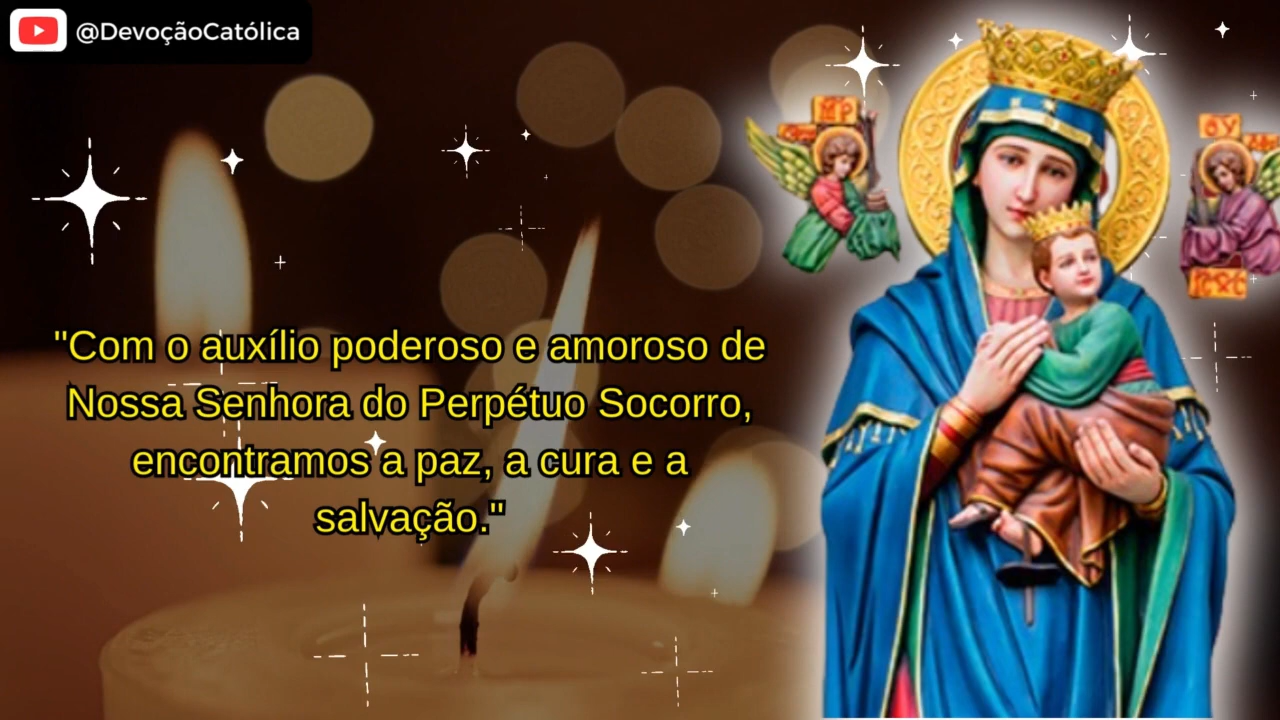 @DevoçãoCatólica
"Com o auxílio poderoso e amoroso de
Nossa Senhora do Perpétuo Socorro,
encontramos a paz, a cura e a
salvação."